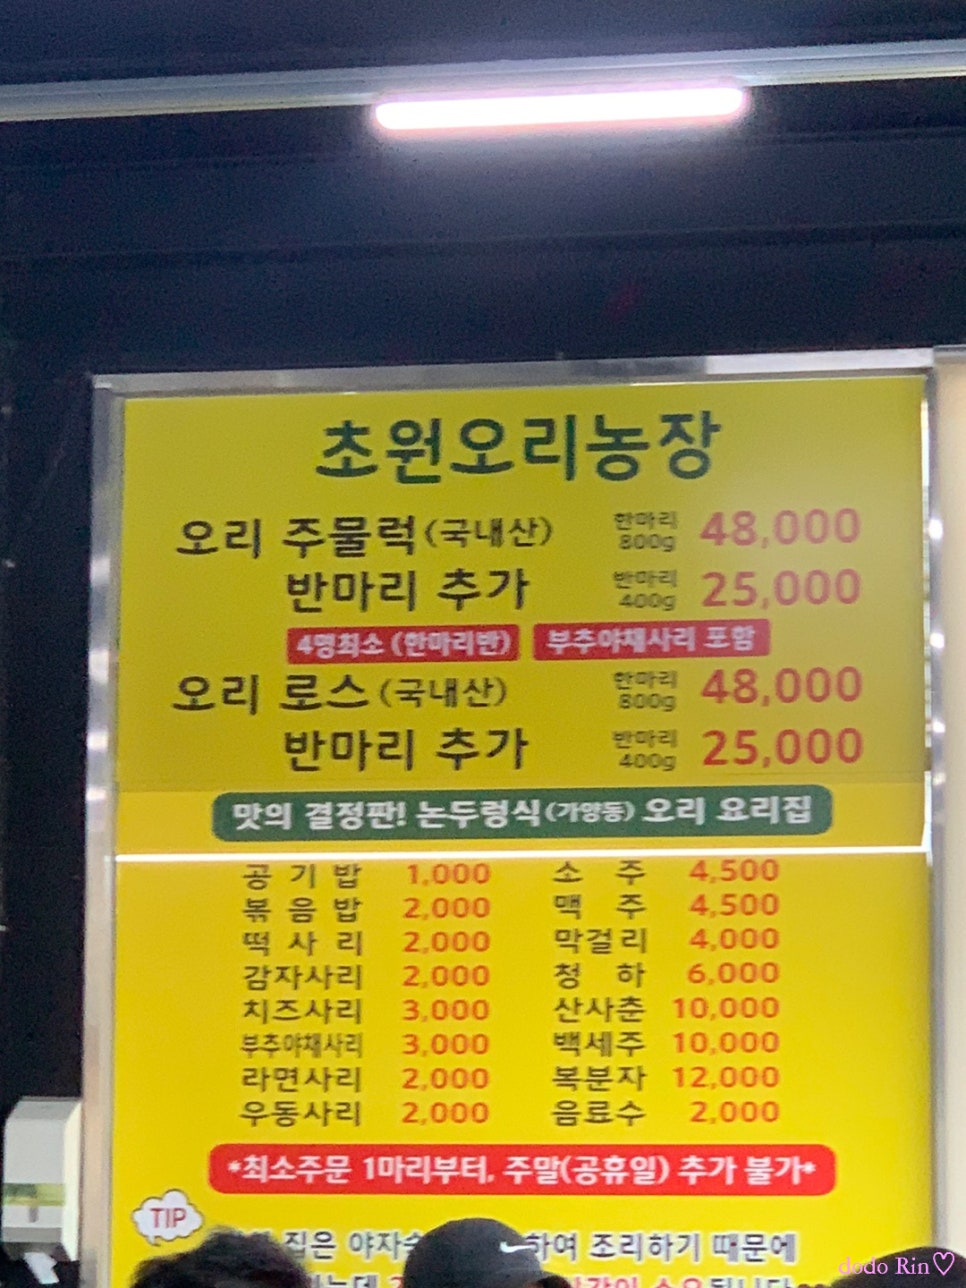 초원오리농장
오리 주물럭(국내산) 한마리 800g 48,000
반마리 추가 반마리 400g 25,000
4명최소 (한마리반) 부추야채사리 포함
오리 로스(국내산) 한마리 800g 48,000
반마리 추가 반마리 400g 25,000
맛의 결정판! 논두렁식(가양동) 오리 요리집
공기밥 1,000 소주 4,500
볶음밥 2,000 맥주 4,500
떡사리 2,000 막걸리 4,000
감자사리 2,000 청하 6,000
치즈사리 3,000 산사춘 10,000
부추야채사리 3,000 백세주 10,000
라면사리 2,000 복분자 12,000
우동사리 2,000 음료수 2,000
*최소주문 1마리부터, 주말(공휴일) 추가 불가*
TIP
집은 하여 조리하기 때문에
dodo Rin♡